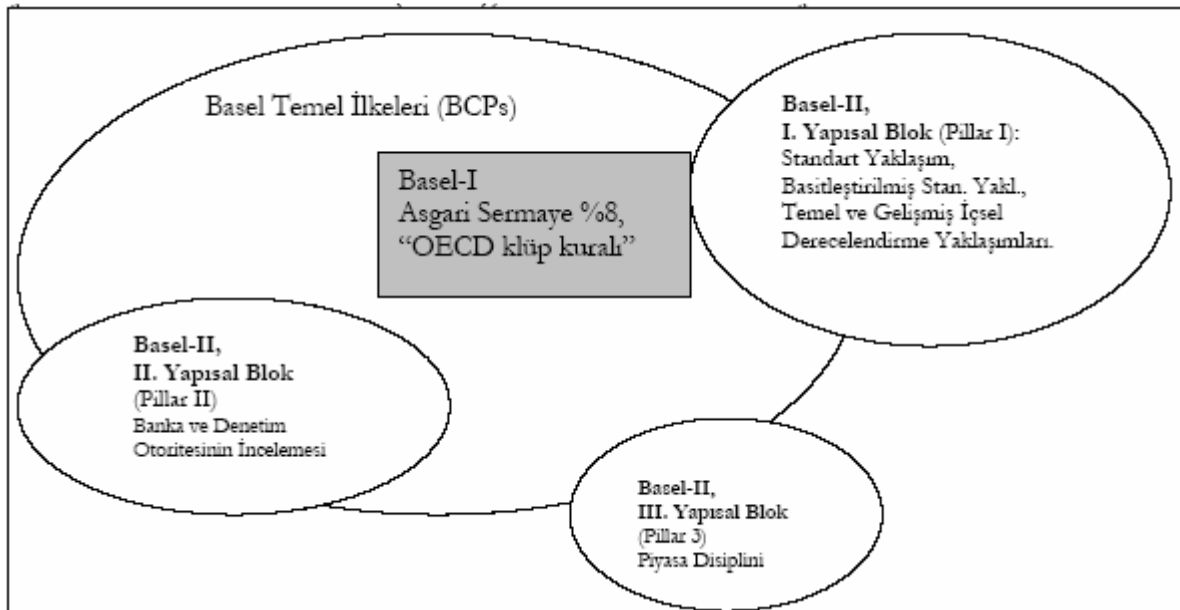 Basel Temel İlkeleri (BCPs)
Basel-I
Asgari Sermaye %8,
“OECD klüp kuralı”
Basel-II,
I. Yapısal Blok (Pillar I):
Standart Yaklaşım,
Basitleştirilmiş Stan. Yakl.,
Temel ve Gelişmiş İçsel
Derecelendirme Yaklaşımları.
Basel-II,
II. Yapısal Blok
(Pillar II)
Banka ve Denetim
Otoritesinin İncelemesi
Basel-II,
III. Yapısal Blok
(Pillar 3)
Piyasa Disiplini